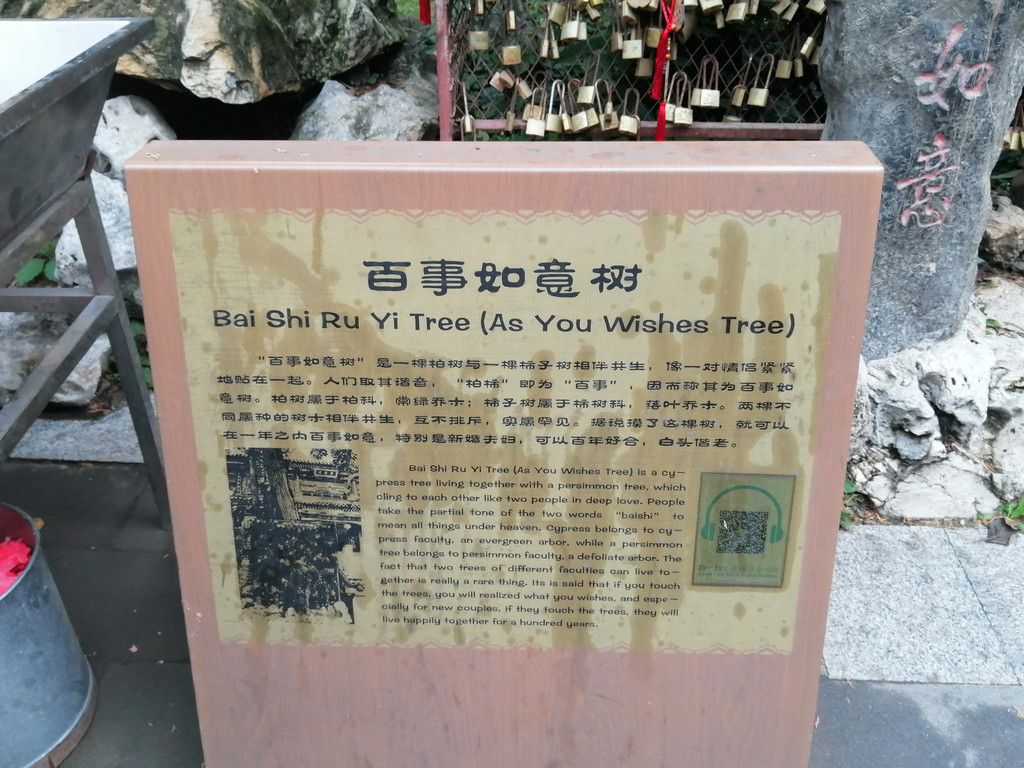 如
意
百事如意树
Bai Shi Ru Yi Tree (As You Wishes Tree)
“百事如意树”是一棵柏树与一棵柿子树相伴共生，像一对情侣紧紧
地贴在一起。人们取其谐音，“柏柿”即为“百事”，因而称其为百事如
意树。柏树属于柏科，常绿乔木；柿子树属于柿树科，落叶乔木。两棵不
同属种的树木相伴共生，互不排斥，实属罕见。据说摸了这棵树，就可以
在一年之内百事如意，特别是新婚夫妇，可以百年好合，白头偕老。
Bai Shi Ru Yi Tree (As You Wishes Tree) is a cy-
press tree living together with a persimmon tree, which
cling to each other like two people in deep love. People
take the partial tone of the two words "baishi" to
mean all things under heaven. Cypress belongs to cy-
press faculty, an evergreen arbor, while a persimmon
tree belongs to persimmon faculty, a defoliate arbor. The
fact that two trees of different faculties can live to-
gether is really a rare thing. Its is said that if you touch
the trees, you will realized what you wishes, and espe-
cially for new couples, if they touch the trees, they will
live happily together for a hundred years.